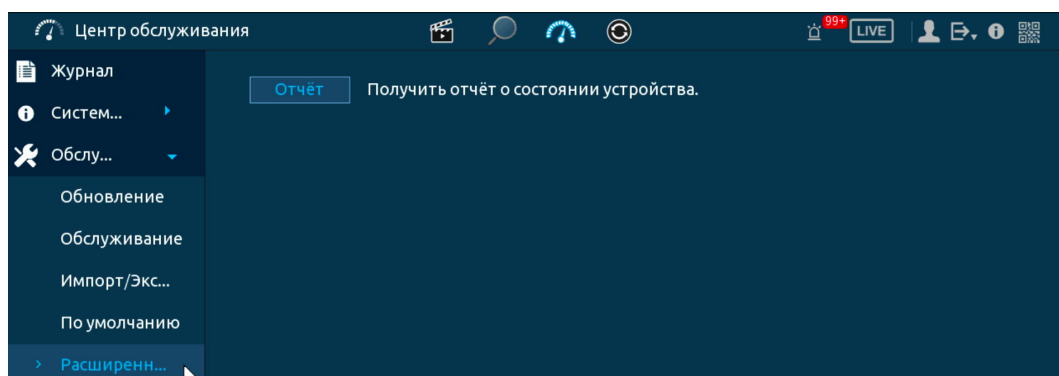 Центр обслуживания
99+
LIVE
Журнал
Систем...
Обслу...
Обновление
Обслуживание
Импорт/Экс...
По умолчанию
Расширенн...
Отчёт
Получить отчёт о состоянии устройства.